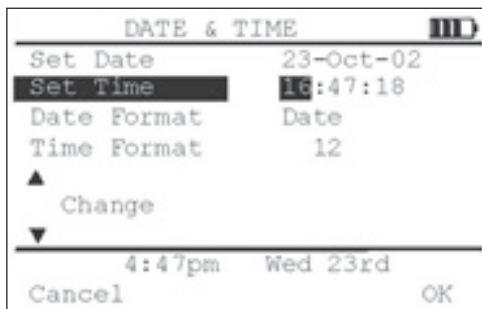 DATE & TIME
Set Date 23-Oct-02
Set Time 16:47:18
Date Format Date
Time Format 12
Change
4:47pm Wed 23rd
Cancel OK